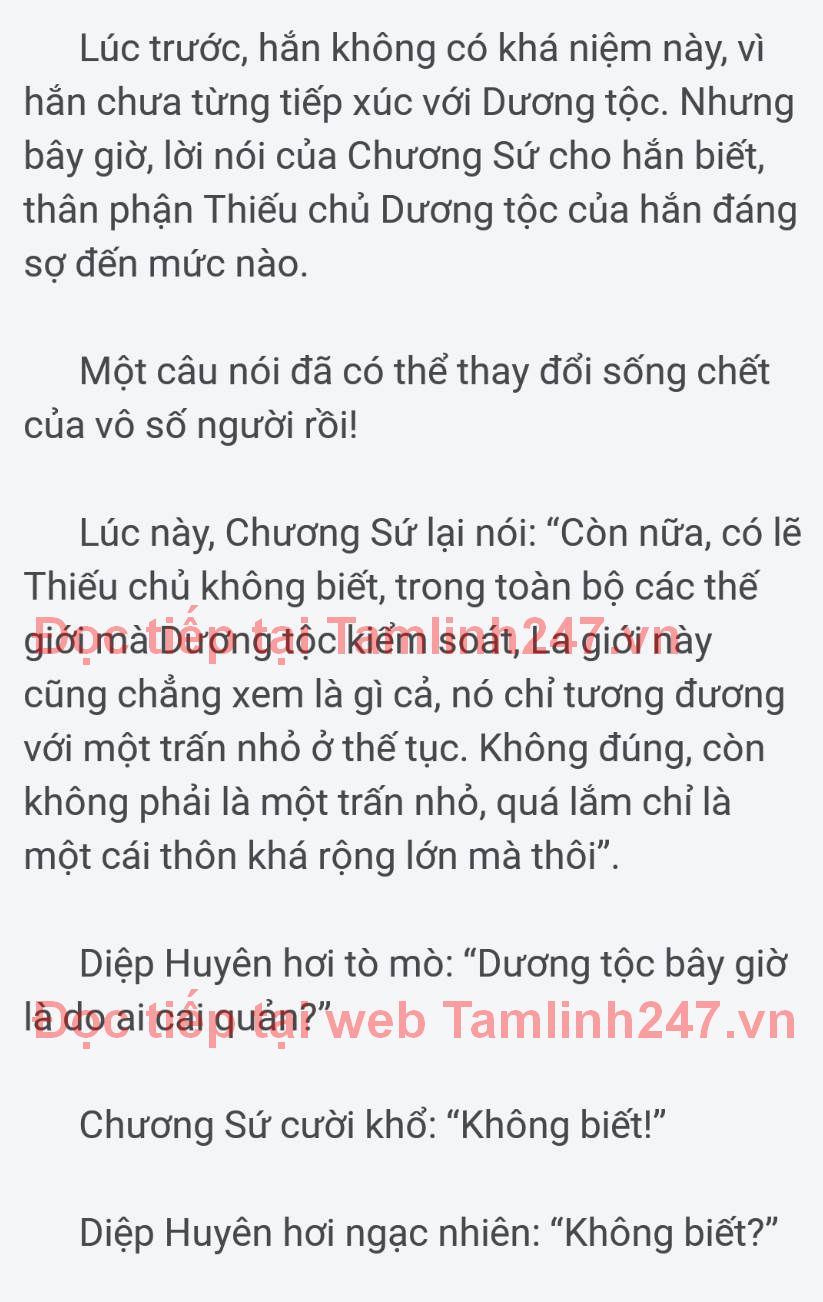 Lúc trước, hắn không có khá niệm này, vì
hắn chưa từng tiếp xúc với Dương tộc. Nhưng
bây giờ, lời nói của Chương Sứ cho hắn biết,
thân phận Thiếu chủ Dương tộc của hắn đáng
sợ đến mức nào.
Một câu nói đã có thể thay đổi sống chết
của vô số người rồi!
Lúc này, Chương Sứ lại nói: “Còn nữa, có lẽ
Thiếu chủ không biết, trong toàn bộ các thế
giới mà Dương tộc kiểm soát, La giới này
Đọc tiếp tại Tamlinh247.vn
cũng chẳng xem là gì cả, nó chỉ tương đương
với một trấn nhỏ ở thế tục. Không đúng, còn
không phải là một trấn nhỏ, quá lắm chỉ là
một cái thôn khá rộng lớn mà thôi”.
Diệp Huyên hơi tò mò: “Dương tộc bây giờ
là do ai cai quản?”
Đọc tiếp tại web Tamlinh247.vn
Chương Sứ cười khổ: “Không biết!”
Diệp Huyên hơi ngạc nhiên: “Không biết?”